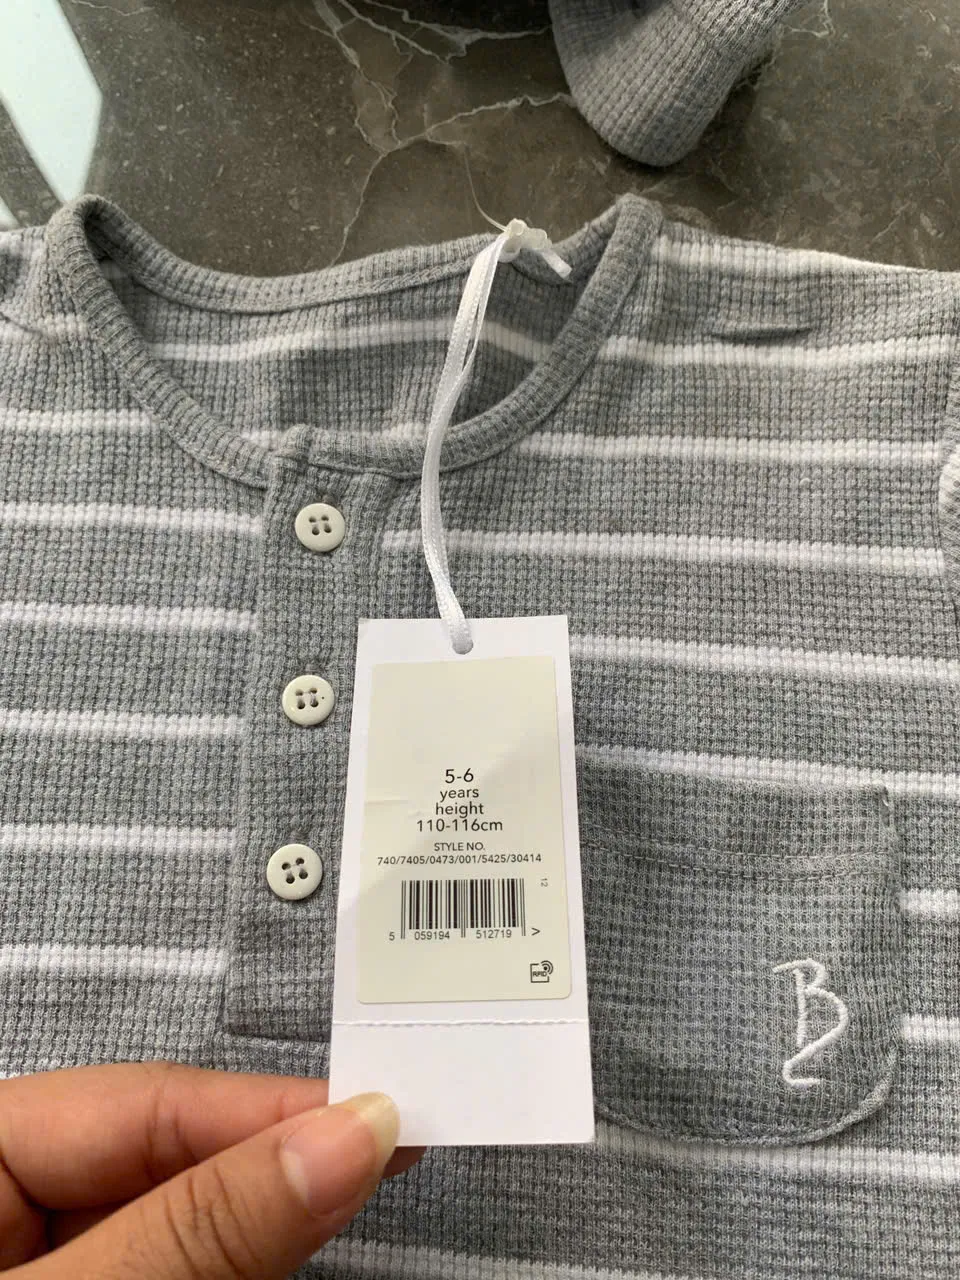 5-6
years
height
110-116cm
STYLE NO.
740/7405/0473/001/5425/30414
12
5 059194 512719 >
RFID
B